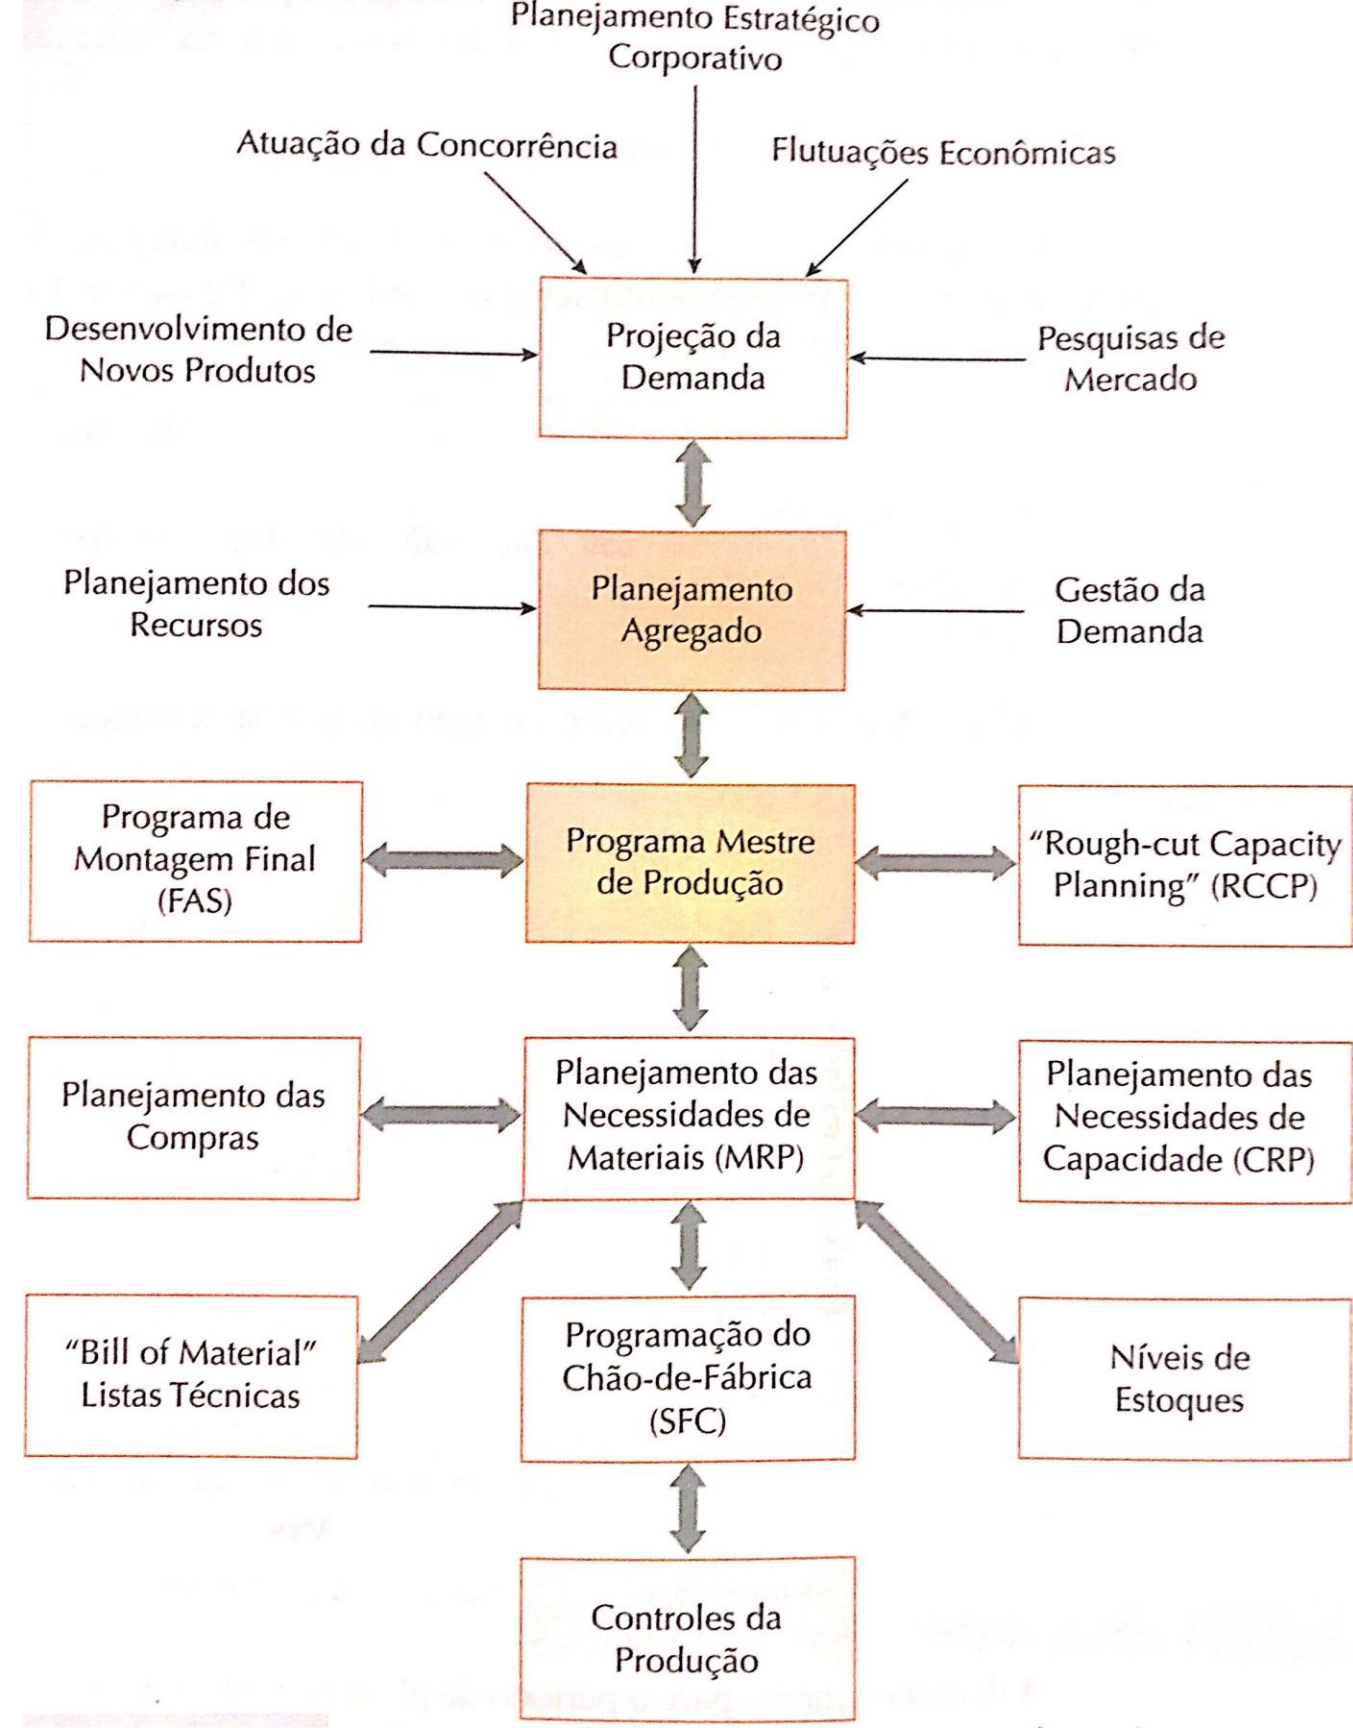 Planejamento Estratégico
Corporativo
Atuação da Concorrência
Flutuações Econômicas
Desenvolvimento de
Novos Produtos
Projeção da
Demanda
Pesquisas de
Mercado
Planejamento dos
Recursos
Planejamento
Agregado
Gestão da
Demanda
Programa de
Montagem Final
(FAS)
Programa Mestre
de Produção
“Rough-cut Capacity
Planning” (RCCP)
Planejamento das
Compras
Planejamento das
Necessidades de
Materiais (MRP)
Planejamento das
Necessidades de
Capacidade (CRP)
“Bill of Material”
Listas Técnicas
Programação do
Chão-de-Fábrica
(SFC)
Níveis de
Estoques
Controles da
Produção